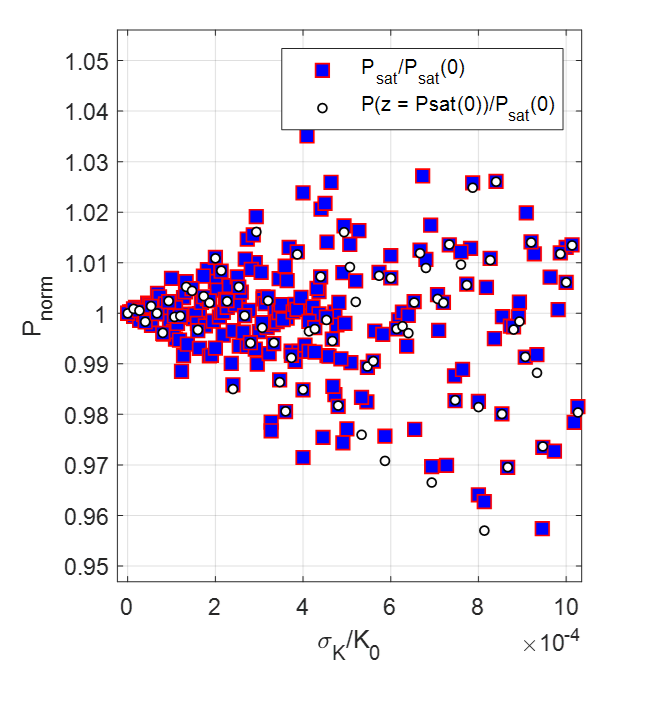 1.05
1.04
1.03
1.02
1.01
1
0.99
0.98
0.97
0.96
0.95
P_norm
P_sat/P_sat(0)
P(z = Psat(0))/P_sat(0)
0 2 4 6 8 10
σ_K/K_0
×10^-4